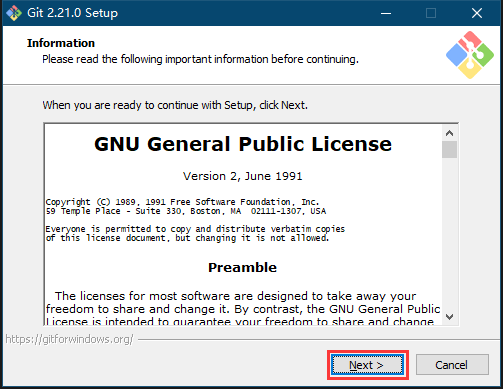 Git 2.21.0 Setup
Information
Please read the following important information before continuing.
When you are ready to continue with Setup, click Next.
GNU General Public License
Version 2, June 1991
Copyright (C) 1989, 1991 Free Software Foundation, Inc.
59 Temple Place - Suite 330, Boston, MA  02111-1307, USA
Everyone is permitted to copy and distribute verbatim copies
of this license document, but changing it is not allowed.
Preamble
The licenses for most software are designed to take away your
freedom to share and change it. By contrast, the GNU General Public
License is intended to guarantee your freedom to share and change
https://gitforwindows.org/
Next >
Cancel